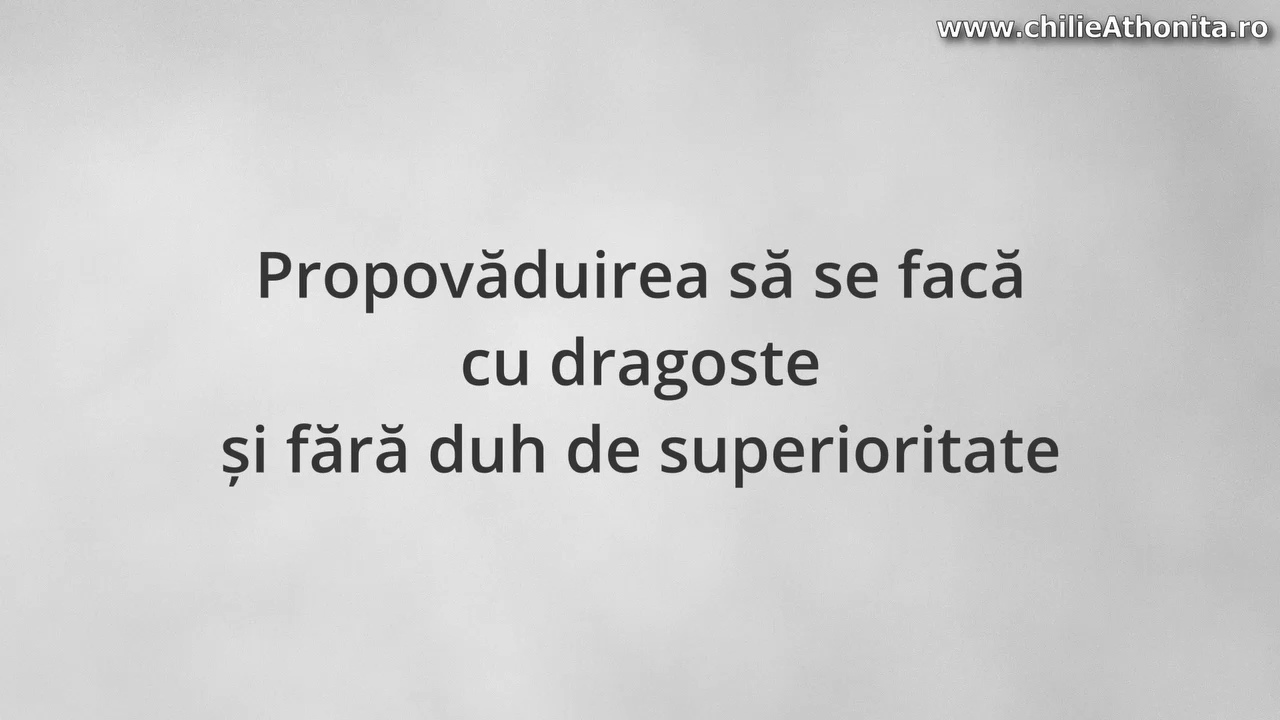 www.chilieAthonita.ro
Propovăduirea să se facă
cu dragoste
și fără duh de superioritate